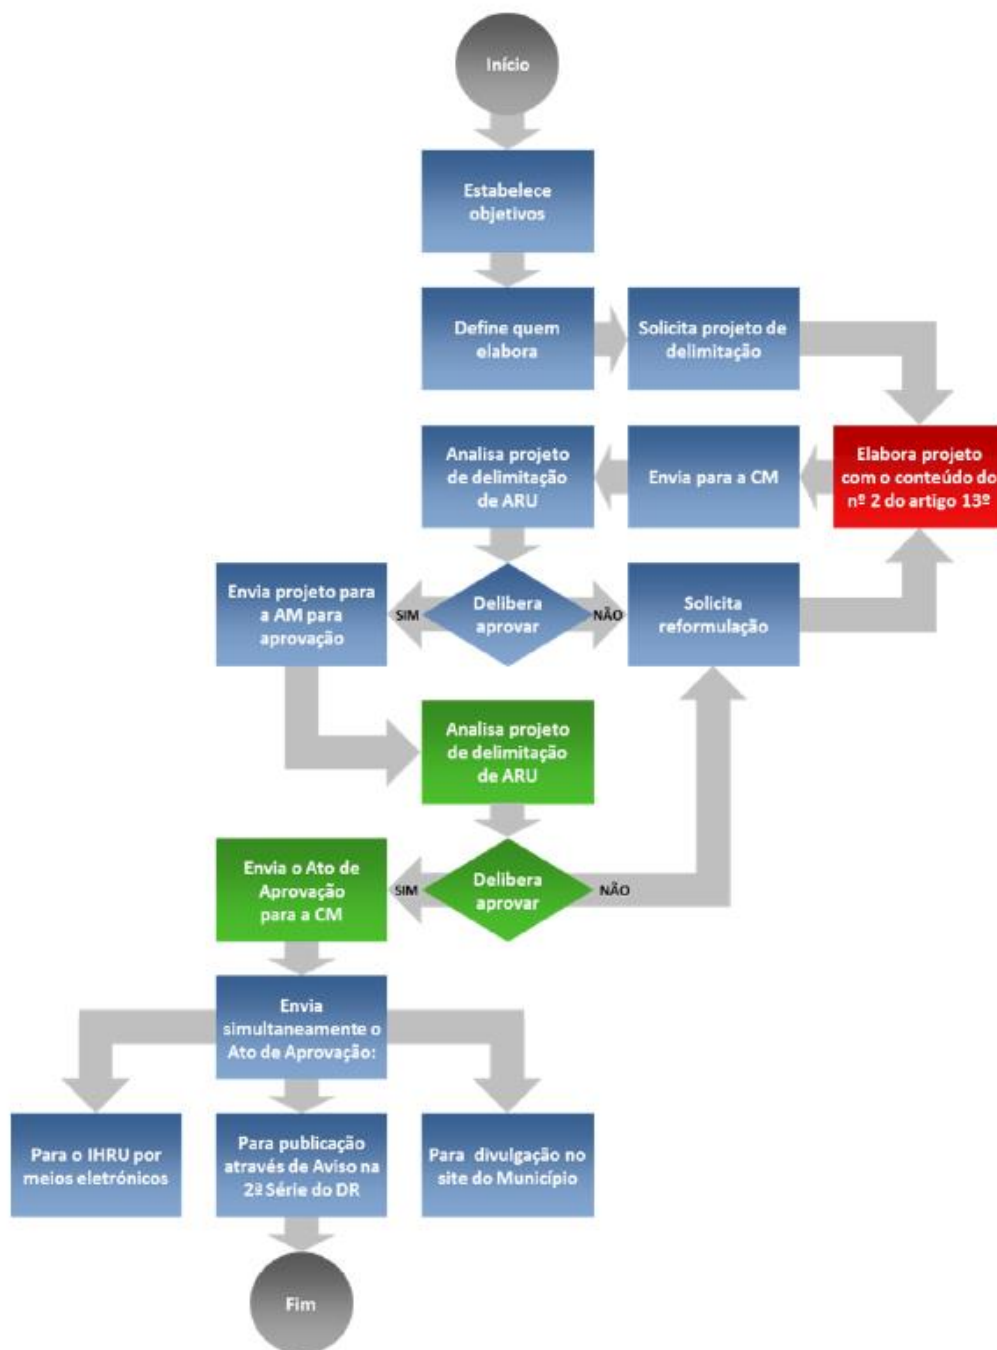 Início
Estabelece
objetivos
Define quem
elabora
Solicita projeto de
delimitação
Elabora projeto
com o conteúdo do
nº 2 do artigo 13º
Envia para a CM
Analisa projeto
de delimitação
de ARU
Delibera
aprovar
SIM
NÃO
Envia projeto para
a AM para
aprovação
Solicita
reformulação
Analisa projeto
de delimitação
de ARU
Delibera
aprovar
SIM
NÃO
Envia o Ato de
Aprovação
para a CM
Envia
simultaneamente o
Ato de Aprovação:
Para o IHRU por
meios eletrónicos
Para publicação
através de Aviso na
2ª Série do DR
Para divulgação no
site do Município
Fim